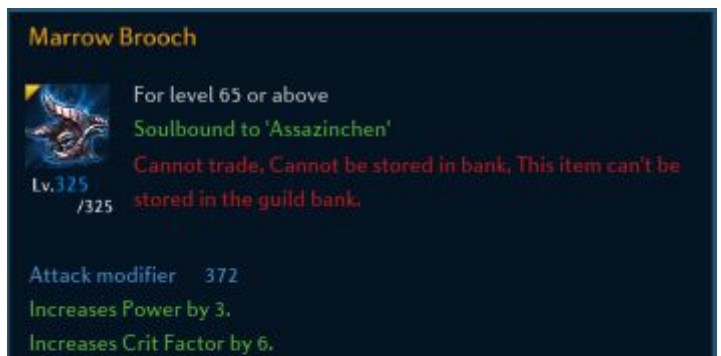 Marrow Brooch
For level 65 or above
Soulbound to 'Assazinchen'
Cannot trade, Cannot be stored in bank, This item can't be
stored in the guild bank.
Lv.325
/325
Attack modifier 372
Increases Power by 3.
Increases Crit Factor by 6.